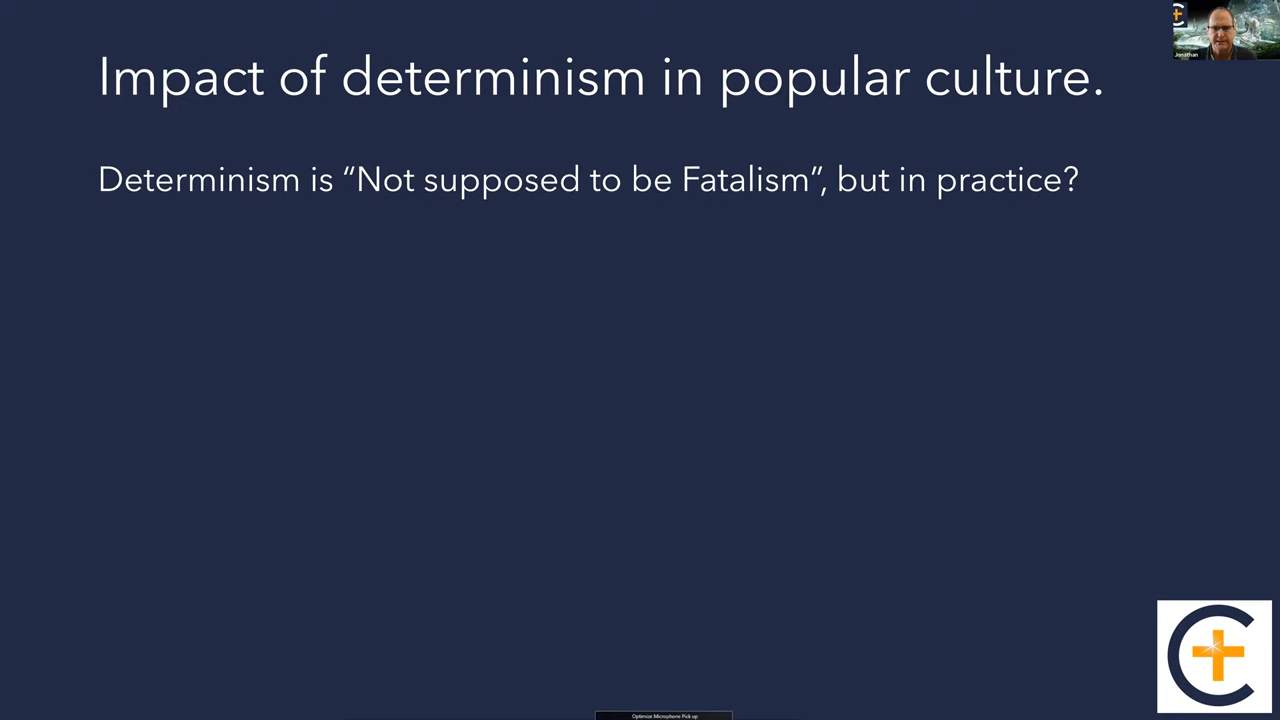 Impact of determinism in popular culture.
Jonathan
Determinism is “Not supposed to be Fatalism”, but in practice?
Optimize Microphone Pick up